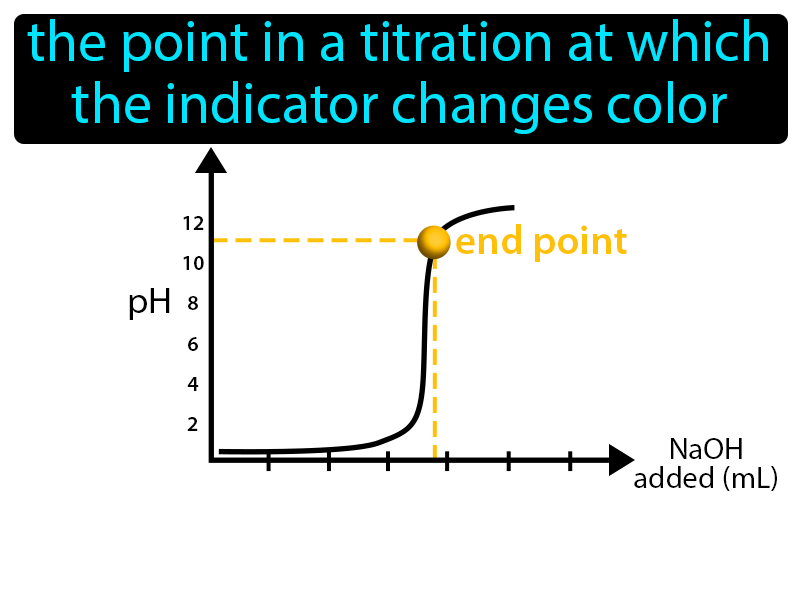 the point in a titration at which
the indicator changes color
12
end point
10
pH
8
6
4
2
NaOH
added (mL)